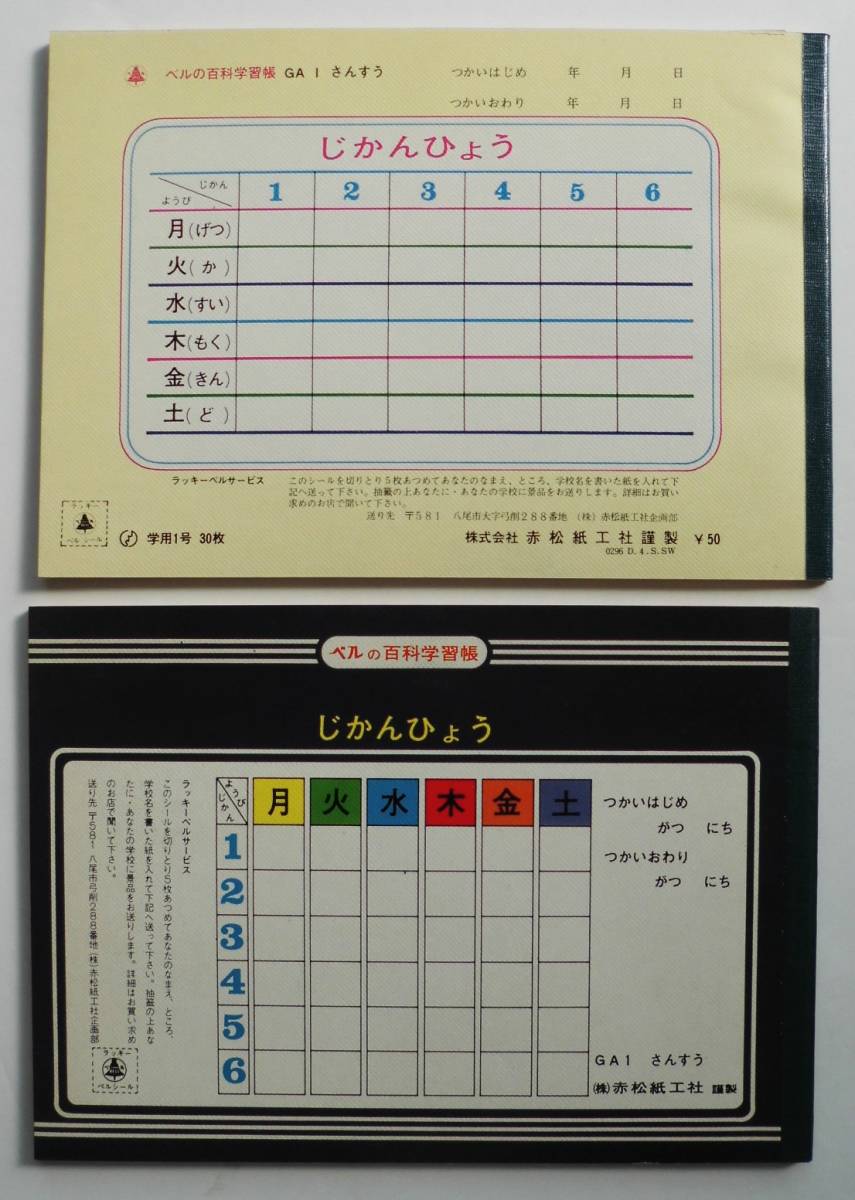 ベルの百科学習帳 GA I さんすう
つかいはじめ 年 月 日
つかいおわり 年 月 日
じかんひょう
じかん
ようび
1 2 3 4 5 6
月(げつ)
火(か)
水(すい)
木(もく)
金(きん)
土(ど)
ラッキーベルサービス
このシールを切りとり5枚あつめてあなたのなまえ、ところ、学校名を書いた紙を入れて下
記へ送って下さい。抽籤の上あなたに・あなたの学校に景品をお送りします。詳細はお買い
求めのお店で聞いて下さい。
送り先 〒581 八尾市大字弓削288番地 (株)赤松紙工社企画部
ラッキー
ベルシール
学用1号 30枚
株式会社 赤松紙工社謹製 ¥50
0296 D.4.S.SW
ベルの百科学習帳
じかんひょう
ようび
じかん
月 火 水 木 金 土
1
2
3
4
5
6
つかいはじめ
がつ にち
つかいおわり
がつ にち
GA1 さんすう
(株)赤松紙工社 謹製
ラッキーベルサービス
このシールを切りとり5枚あつめてあなたのなまえ、ところ、
学校名を書いた紙を入れて下記へ送って下さい。抽籤の上あな
たに・あなたの学校に景品をお送りします。詳細はお買い求め
のお店で聞いて下さい。
送り先 〒581 八尾市弓削288番地(株)赤松紙工社企画部
ラッキー
ベルシール